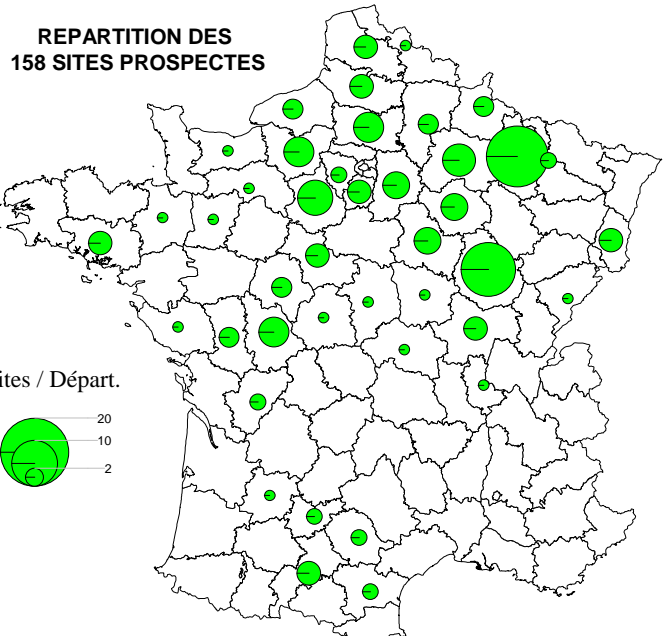 REPARTITION DES
158 SITES PROSPECTES
ites / Départ.
20
10
2